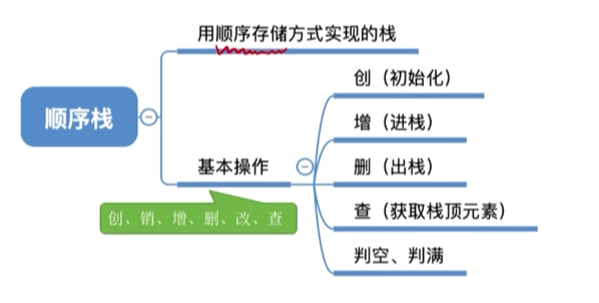 用顺序存储方式实现的栈
顺序栈
创（初始化）
增（进栈）
基本操作
删（出栈）
创、销、增、删、改、查
查（获取栈顶元素）
判空、判满